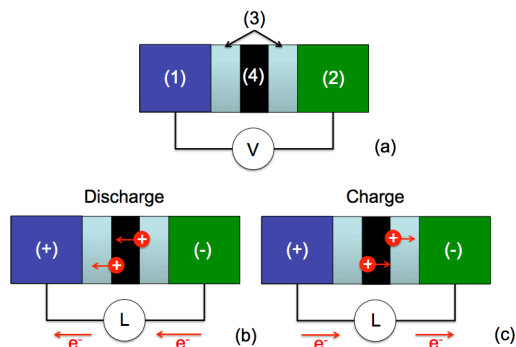 (3)
(1) (4) (2)
V
(a)
Discharge
Charge
(+) + + (-)
(+) + + (-)
L
(b)
L
(c)
e- e-
e- e-